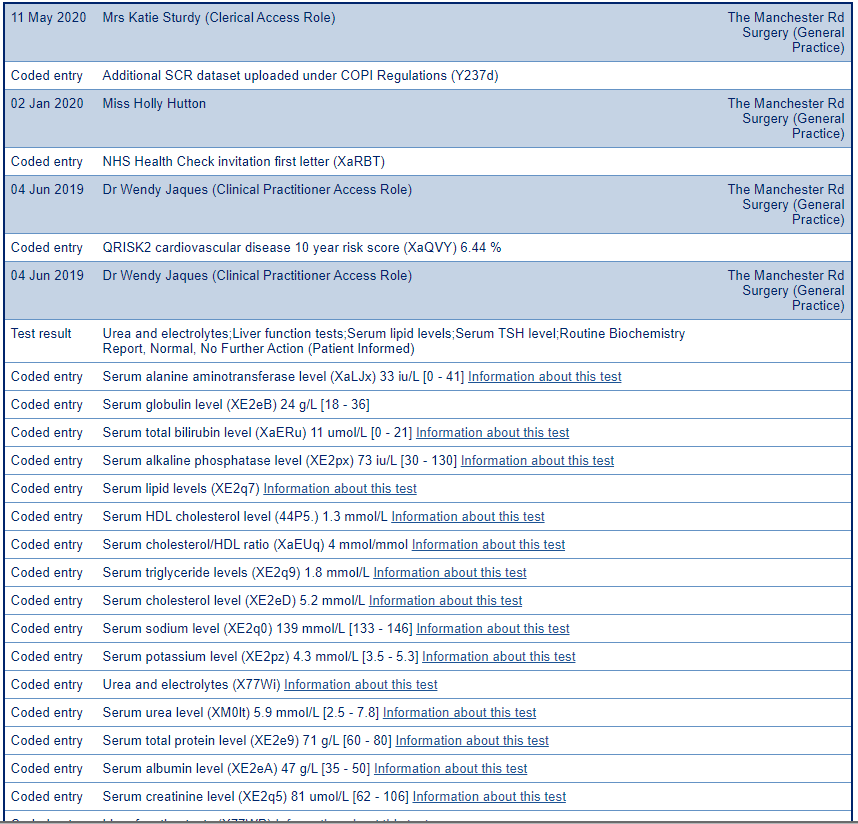 11 May 2020 Mrs Katie Sturdy (Clerical Access Role) The Manchester Rd
Surgery (General
Practice)
Coded entry Additional SCR dataset uploaded under COPI Regulations (Y237d)
02 Jan 2020 Miss Holly Hutton The Manchester Rd
Surgery (General
Practice)
Coded entry NHS Health Check invitation first letter (XaRBT)
04 Jun 2019 Dr Wendy Jaques (Clinical Practitioner Access Role) The Manchester Rd
Surgery (General
Practice)
Coded entry QRISK2 cardiovascular disease 10 year risk score (XaQVY) 6.44 %
04 Jun 2019 Dr Wendy Jaques (Clinical Practitioner Access Role) The Manchester Rd
Surgery (General
Practice)
Test result Urea and electrolytes;Liver function tests;Serum lipid levels;Serum TSH level;Routine Biochemistry
Report, Normal, No Further Action (Patient Informed)
Coded entry Serum alanine aminotransferase level (XaLJx) 33 iu/L [0 - 41] Information about this test
Coded entry Serum globulin level (XE2eB) 24 g/L [18 - 36]
Coded entry Serum total bilirubin level (XaERu) 11 umol/L [0 - 21] Information about this test
Coded entry Serum alkaline phosphatase level (XE2px) 73 iu/L [30 - 130] Information about this test
Coded entry Serum lipid levels (XE2q7) Information about this test
Coded entry Serum HDL cholesterol level (44P5.) 1.3 mmol/L Information about this test
Coded entry Serum cholesterol/HDL ratio (XaEUq) 4 mmol/mmol Information about this test
Coded entry Serum triglyceride levels (XE2q9) 1.8 mmol/L Information about this test
Coded entry Serum cholesterol level (XE2eD) 5.2 mmol/L Information about this test
Coded entry Serum sodium level (XE2q0) 139 mmol/L [133 - 146] Information about this test
Coded entry Serum potassium level (XE2pz) 4.3 mmol/L [3.5 - 5.3] Information about this test
Coded entry Urea and electrolytes (X77Wi) Information about this test
Coded entry Serum urea level (XM0lt) 5.9 mmol/L [2.5 - 7.8] Information about this test
Coded entry Serum total protein level (XE2e9) 71 g/L [60 - 80] Information about this test
Coded entry Serum albumin level (XE2eA) 47 g/L [35 - 50] Information about this test
Coded entry Serum creatinine level (XE2q5) 81 umol/L [62 - 106] Information about this test